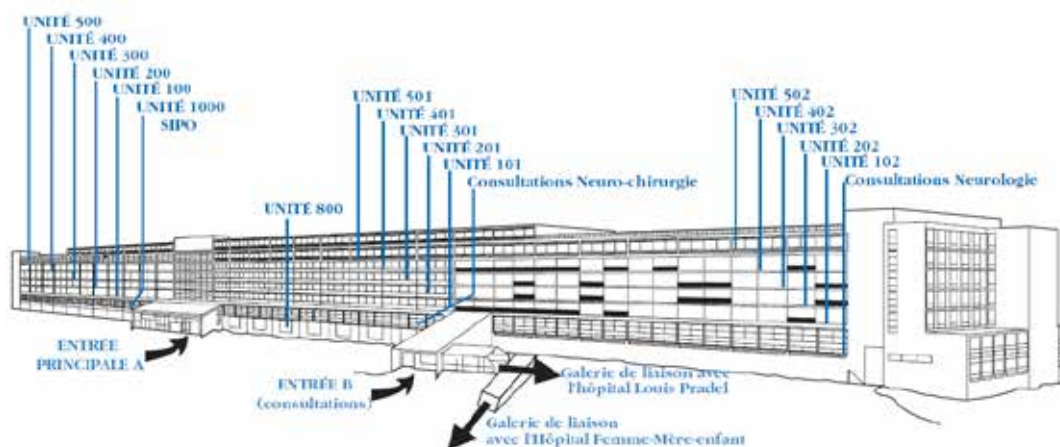 UNITÉ 500
UNITÉ 400
UNITÉ 300
UNITÉ 200
UNITÉ 100
UNITÉ 1000
SIPO
UNITÉ 501
UNITÉ 401
UNITÉ 301
UNITÉ 201
UNITÉ 101
Consultations Neuro-chirurgie
UNITÉ 502
UNITÉ 402
UNITÉ 302
UNITÉ 202
UNITÉ 102
Consultations Neurologie
UNITÉ 800
ENTRÉE
PRINCIPALE A
ENTRÉE B
(consultations)
Galerie de liaison avec
l'hôpital Louis Pradel
Galerie de liaison
avec l'Hôpital Femme-Mère-enfant